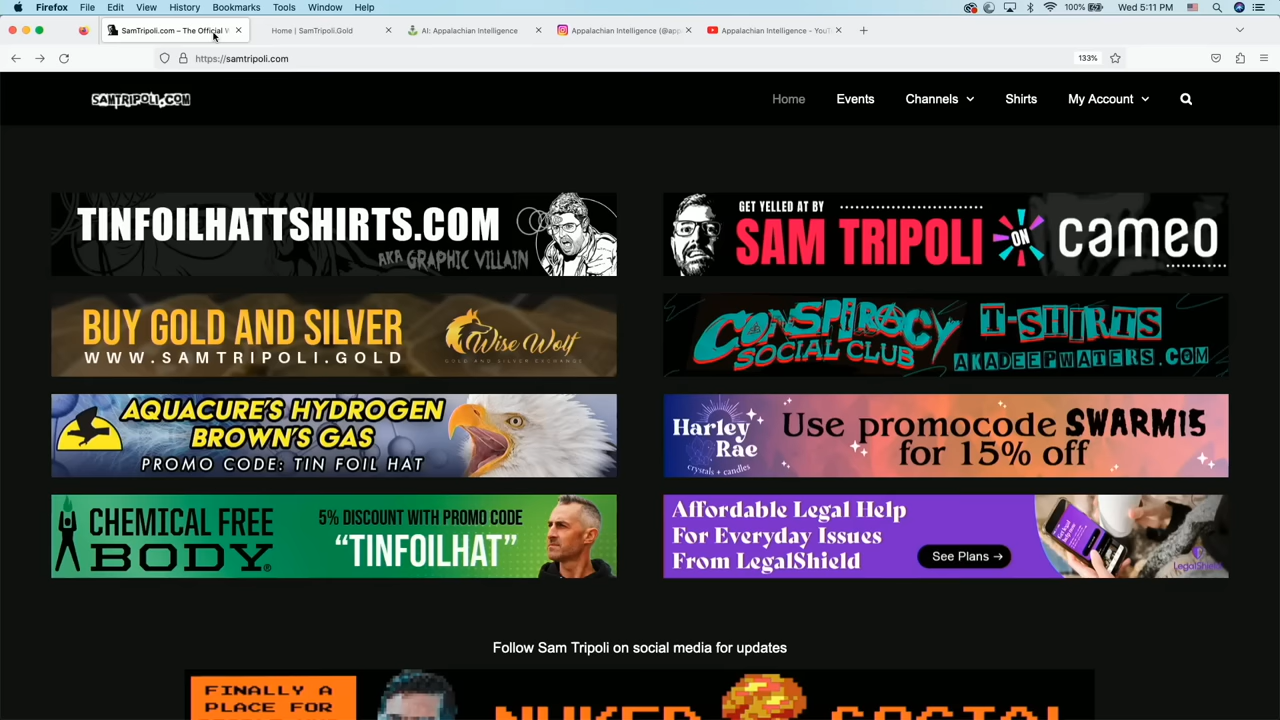 Firefox File Edit View History Bookmarks Tools Window Help 100% Wed 5:11 PM
SamTripoli.com – The Official W Home | SamTripoli.Gold AI: Appalachian Intelligence Appalachian Intelligence (@app Appalachian Intelligence - YouT
https://samtripoli.com 133%
SAMTRIPOLI.COM Home Events Channels Shirts My Account
TINFOILHATTSHIRTS.COM
AKA GRAPHIC VILLAIN
GET YELLED AT BY
SAM TRIPOLI ON cameo
BUY GOLD AND SILVER
WWW.SAMTRIPOLI.GOLD
Wise Wolf
GOLD AND SILVER EXCHANGE
CONSPIRACY
SOCIAL CLUB
T-SHIRTS
AKADEEPWATERS.COM
AQUACURE'S HYDROGEN
BROWN'S GAS
PROMO CODE: TIN FOIL HAT
Harley
Rae
crystals + candles
Use promocode SWARM15
for 15% off
CHEMICAL FREE
BODY®
5% DISCOUNT WITH PROMO CODE
“TINFOILHAT”
Affordable Legal Help
For Everyday Issues
From LegalShield
See Plans →
LegalShield
Follow Sam Tripoli on social media for updates
FINALLY A
PLACE FOR
NUKED SOCIAL